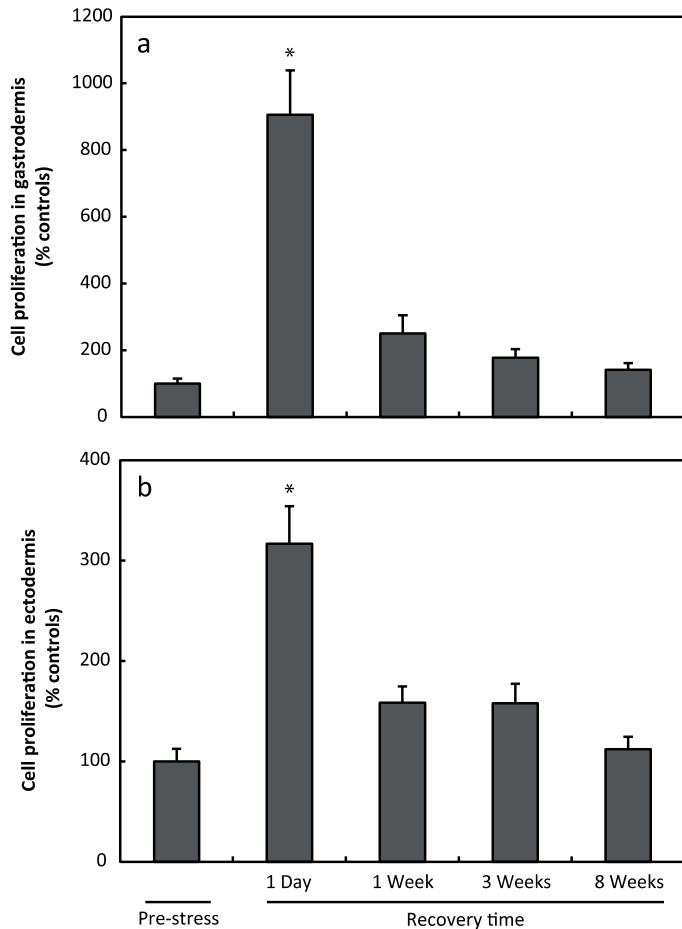 1200
a
*
1000
800
600
400
200
0
Cell proliferation in gastrodermis
(% controls)
400
b
*
300
200
100
0
Cell proliferation in ectodermis
(% controls)
1 Day 1 Week 3 Weeks 8 Weeks
Pre-stress Recovery time